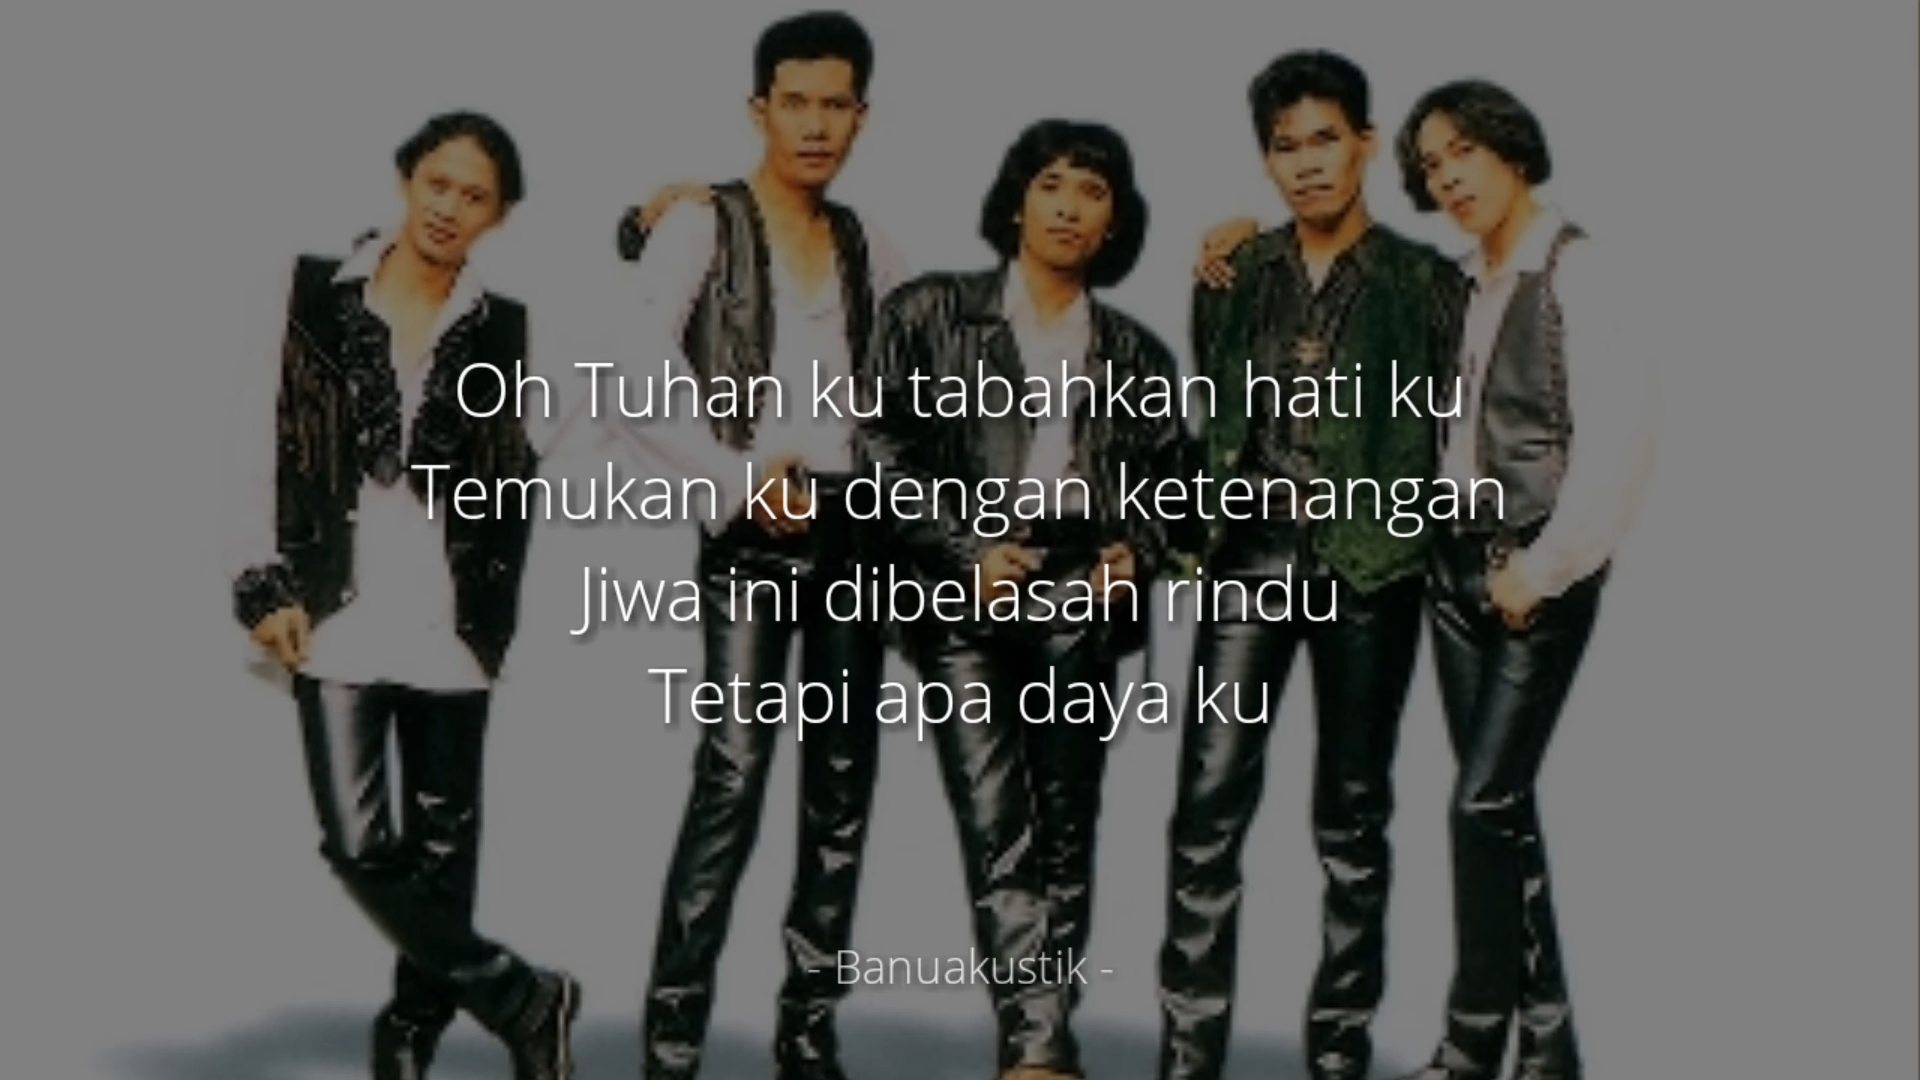 Oh Tuhan ku tabahkan hati ku
Temukan ku dengan ketenangan
Jiwa ini dibelasah rindu
Tetapi apa daya ku
- Banuakustik -